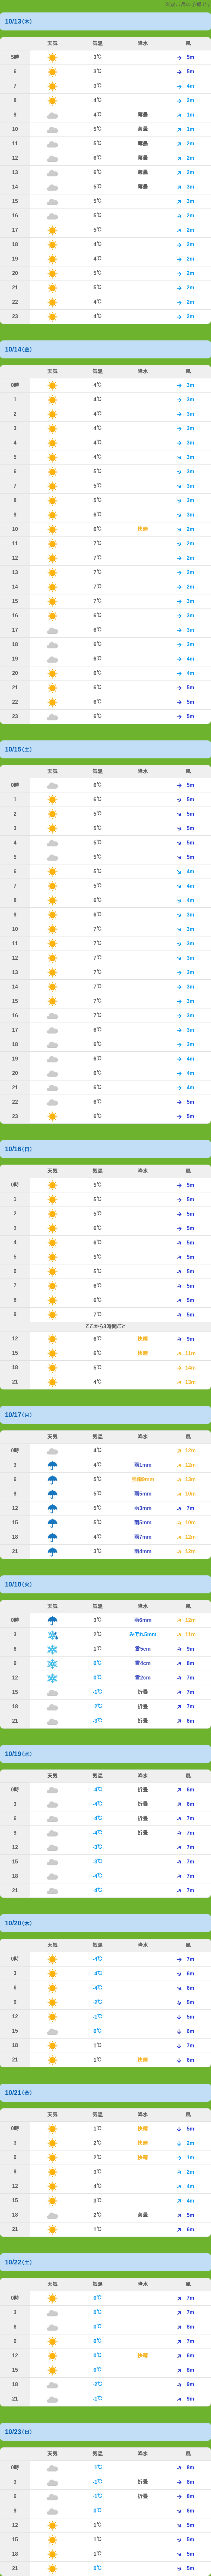 10/13(木)
天気 気温 降水 風
5時 3℃ 5m
6 3℃ 5m
7 3℃ 4m
8 4℃ 2m
9 4℃ 薄曇 1m
10 5℃ 薄曇 1m
11 5℃ 薄曇 2m
12 6℃ 薄曇 2m
13 6℃ 薄曇 2m
14 5℃ 薄曇 3m
15 5℃ 3m
16 5℃ 2m
17 5℃ 2m
18 4℃ 2m
19 4℃ 2m
20 5℃ 2m
21 5℃ 2m
22 4℃ 2m
23 4℃ 2m
10/14(金)
天気 気温 降水 風
0時 4℃ 3m
1 4℃ 3m
2 4℃ 3m
3 4℃ 3m
4 4℃ 3m
5 4℃ 3m
6 5℃ 3m
7 5℃ 3m
8 5℃ 3m
9 6℃ 3m
10 6℃ 快晴 2m
11 7℃ 2m
12 7℃ 2m
13 7℃ 2m
14 7℃ 2m
15 7℃ 3m
16 6℃ 3m
17 6℃ 3m
18 6℃ 3m
19 6℃ 4m
20 6℃ 4m
21 6℃ 5m
22 6℃ 5m
23 6℃ 5m
10/15(土)
天気 気温 降水 風
0時 6℃ 5m
1 6℃ 5m
2 5℃ 5m
3 5℃ 5m
4 5℃ 5m
5 5℃ 5m
6 5℃ 4m
7 5℃ 4m
8 6℃ 4m
9 6℃ 3m
10 7℃ 3m
11 7℃ 3m
12 7℃ 3m
13 7℃ 3m
14 7℃ 3m
15 7℃ 3m
16 7℃ 3m
17 6℃ 3m
18 6℃ 3m
19 6℃ 4m
20 6℃ 4m
21 6℃ 4m
22 6℃ 5m
23 6℃ 5m
10/16(日)
天気 気温 降水 風
0時 5℃ 5m
1 5℃ 5m
2 5℃ 5m
3 6℃ 5m
4 6℃ 5m
5 5℃ 5m
6 5℃ 5m
7 6℃ 5m
8 6℃ 5m
9 7℃ 5m
ここから3時間ごと
12 8℃ 快晴 9m
15 6℃ 快晴 11m
18 5℃ 14m
21 4℃ 13m
10/17(月)
天気 気温 降水 風
0時 4℃ 12m
3 4℃ 雨1mm 12m
6 5℃ 13m
9 5℃ 雨5mm 10m
12 5℃ 雨3mm 7m
15 5℃ 雨5mm 10m
18 4℃ 雨7mm 12m
21 3℃ 雨4mm 12m
10/18(火)
天気 気温 降水 風
0時 3℃ 雨6mm 12m
3 2℃ みぞれ5mm 11m
6 1℃ 雪5cm 9m
9 0℃ 雪4cm 8m
12 0℃ 雪2cm 7m
15 -1℃ 折曇 7m
18 -2℃ 折曇 7m
21 -3℃ 折曇 6m
10/19(水)
天気 気温 降水 風
0時 -4℃ 折曇 6m
3 -4℃ 折曇 6m
6 -4℃ 折曇 7m
9 -4℃ 折曇 7m
12 -3℃ 7m
15 -3℃ 7m
18 -4℃ 7m
21 -4℃ 7m
10/20(木)
天気 気温 降水 風
0時 -4℃ 7m
3 -4℃ 6m
6 -4℃ 6m
9 -2℃ 5m
12 -1℃ 5m
15 0℃ 6m
18 1℃ 7m
21 1℃ 快晴 6m
10/21(金)
天気 気温 降水 風
0時 1℃ 快晴 5m
3 2℃ 快晴 2m
6 2℃ 快晴 1m
9 3℃ 2m
12 4℃ 4m
15 3℃ 4m
18 2℃ 薄曇 5m
21 1℃ 6m
10/22(土)
天気 気温 降水 風
0時 0℃ 7m
3 0℃ 7m
6 0℃ 8m
9 0℃ 7m
12 0℃ 快晴 6m
15 0℃ 8m
18 -2℃ 9m
21 -1℃ 9m
10/23(日)
天気 気温 降水 風
0時 -1℃ 8m
3 -1℃ 折曇 8m
6 -1℃ 折曇 8m
9 0℃ 6m
12 1℃ 5m
15 1℃ 5m
18 1℃ 5m
21 0℃ 5m